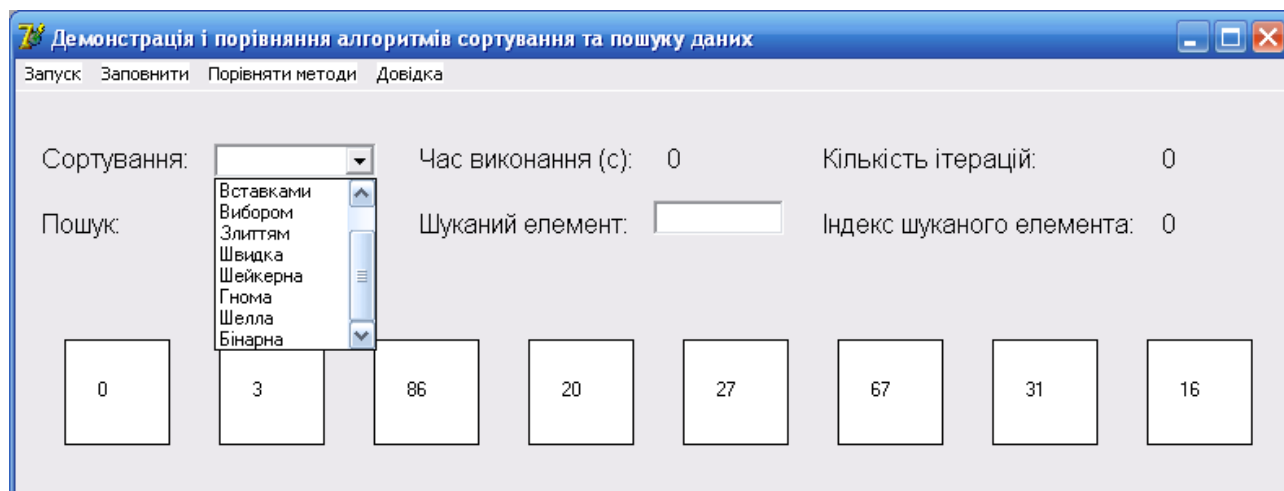 Демонстрація і порівняння алгоритмів сортування та пошуку даних
Запуск Заповнити Порівняти методи Довідка
Сортування: Час виконання (с): 0 Кількість ітерацій: 0
Вставками
Вибором
Пошук: Шуканий елемент: Індекс шуканого елемента: 0
Злиттям
Швидка
Шейкерна
Гнома
Шелла
Бінарна
0 3 86 20 27 67 31 16